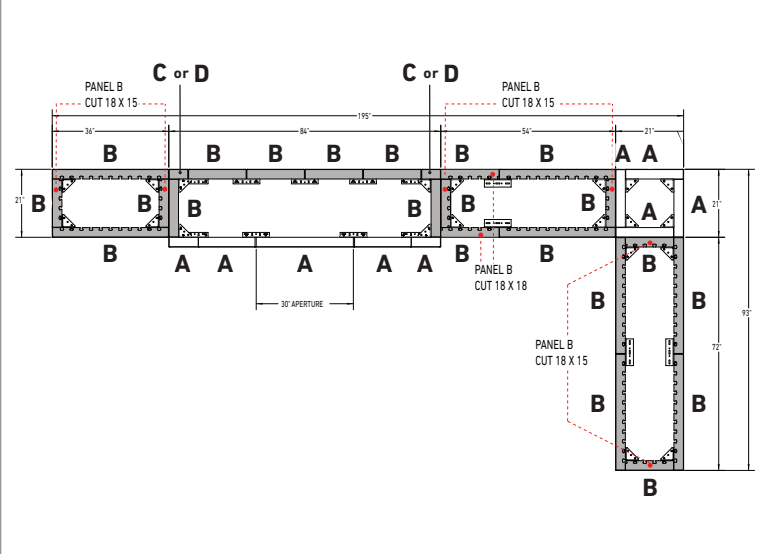 C or D
C or D
PANEL B
CUT 18 X 15
PANEL B
CUT 18 X 15
195"
36"
84"
54"
21"
B
B
B
B
B
B
B
A
A
21"
B
B
B
B
B
B
A
A
21"
B
A
A
A
A
A
B
B
B
PANEL B
CUT 18 X 18
30" APERTURE
B
B
93"
PANEL B
CUT 18 X 15
72"
B
B
B